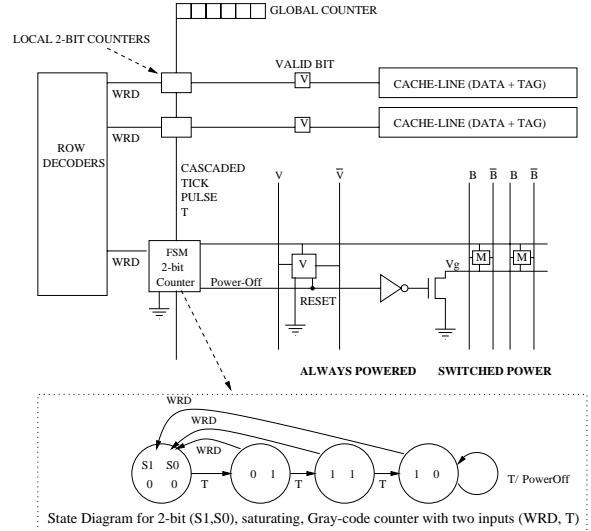 GLOBAL COUNTER
LOCAL 2-BIT COUNTERS
VALID BIT
V
CACHE-LINE (DATA + TAG)
WRD
V
CACHE-LINE (DATA + TAG)
WRD
ROW
DECODERS
CASCADED
TICK
PULSE
T
V
V̅
B
B̅
B
B̅
WRD
FSM
2-bit
Counter
V
Vg
M
M
Power-Off
RESET
ALWAYS POWERED
SWITCHED POWER
WRD
WRD
WRD
S1 S0
0 0
T
0 1
T
1 1
T
1 0
T/ PowerOff
State Diagram for 2-bit (S1,S0), saturating, Gray-code counter with two inputs (WRD, T)